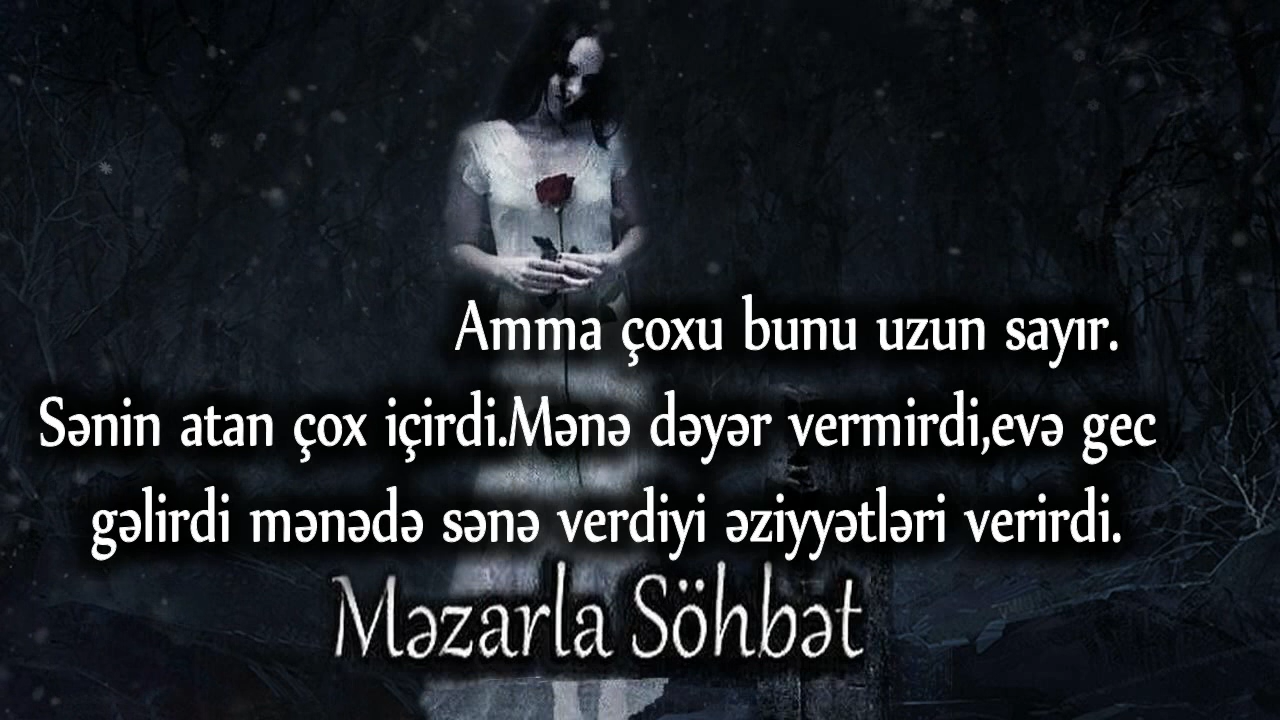 Amma çoxu bunu uzun sayır.
Sənin atan çox içirdi.Mənə dəyər vermirdi,evə gec
gəlirdi mənədə sənə verdiyi əziyyətləri verirdi.
Məzarla Söhbət